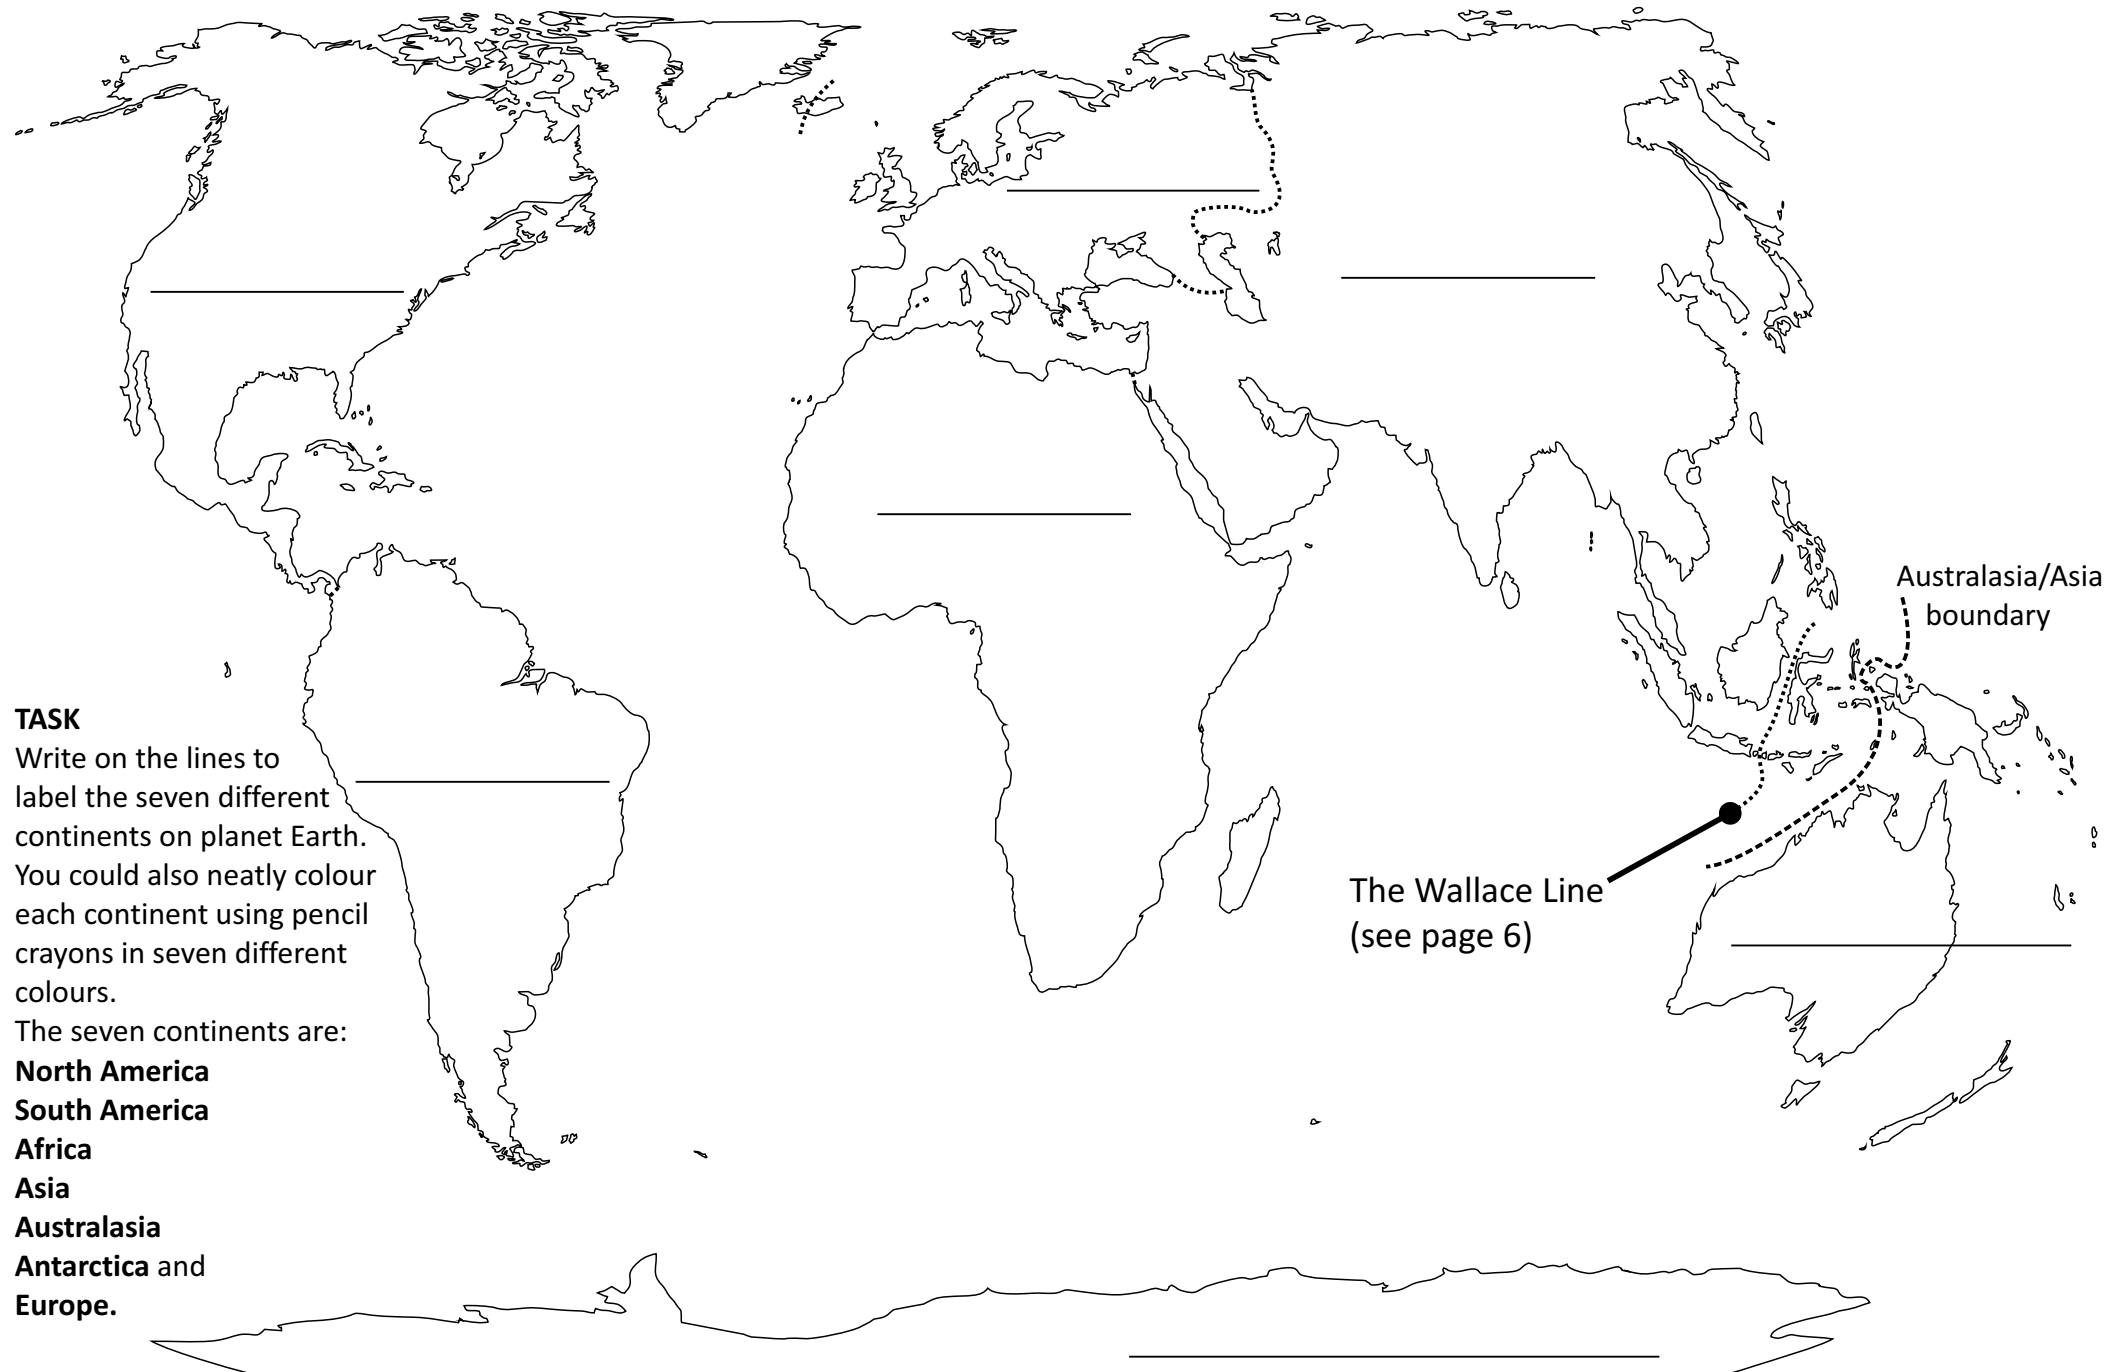 Australasia/Asia
boundary
TASK
Write on the lines to
label the seven different
continents on planet Earth.
You could also neatly colour
each continent using pencil
crayons in seven different
colours.
The seven continents are:
North America
South America
Africa
Asia
Australasia
Antarctica and
Europe.
The Wallace Line
(see page 6)